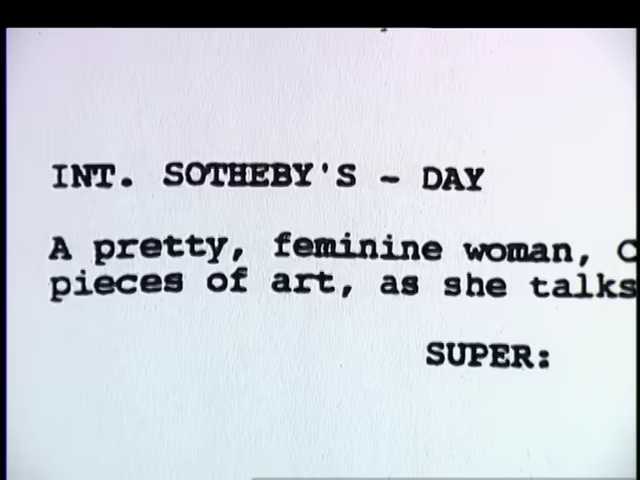 INT. SOTHEBY'S - DAY
A pretty, feminine woman,
pieces of art, as she talks
SUPER: